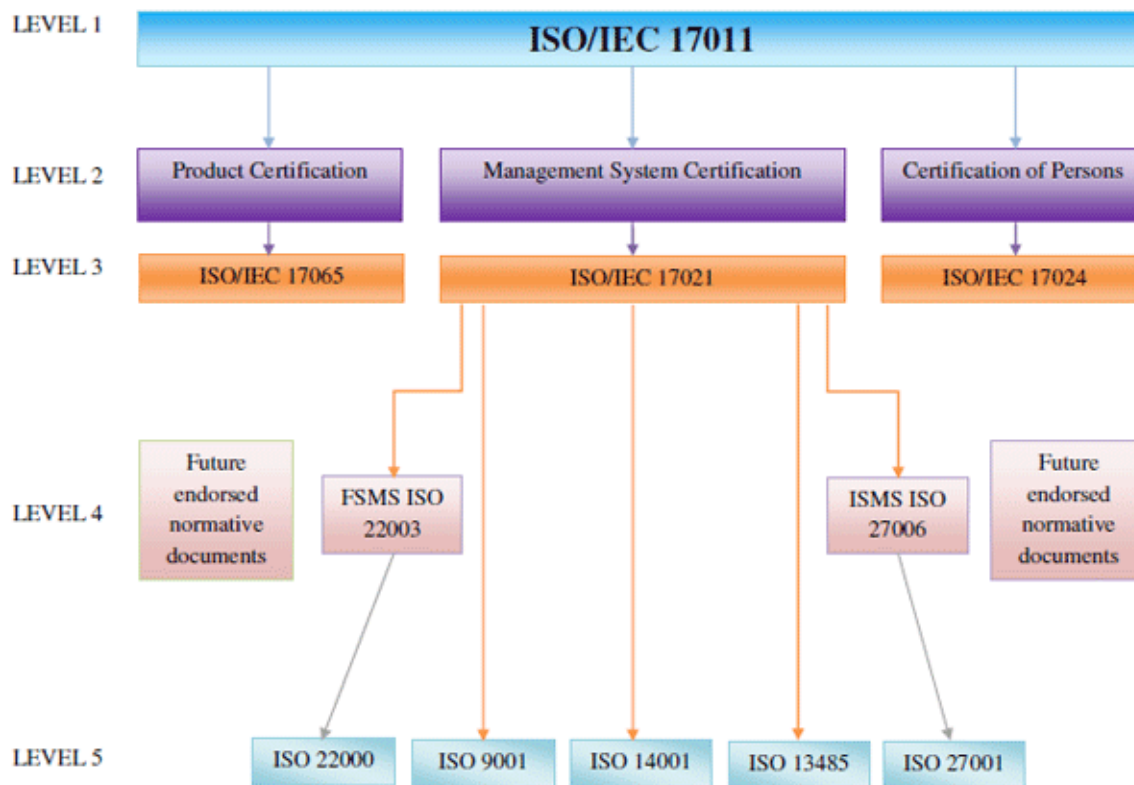 LEVEL 1
ISO/IEC 17011
LEVEL 2
Product Certification
Management System Certification
Certification of Persons
LEVEL 3
ISO/IEC 17065
ISO/IEC 17021
ISO/IEC 17024
LEVEL 4
Future
endorsed
normative
documents
FSMS ISO
22003
ISMS ISO
27006
Future
endorsed
normative
documents
LEVEL 5
ISO 22000
ISO 9001
ISO 14001
ISO 13485
ISO 27001